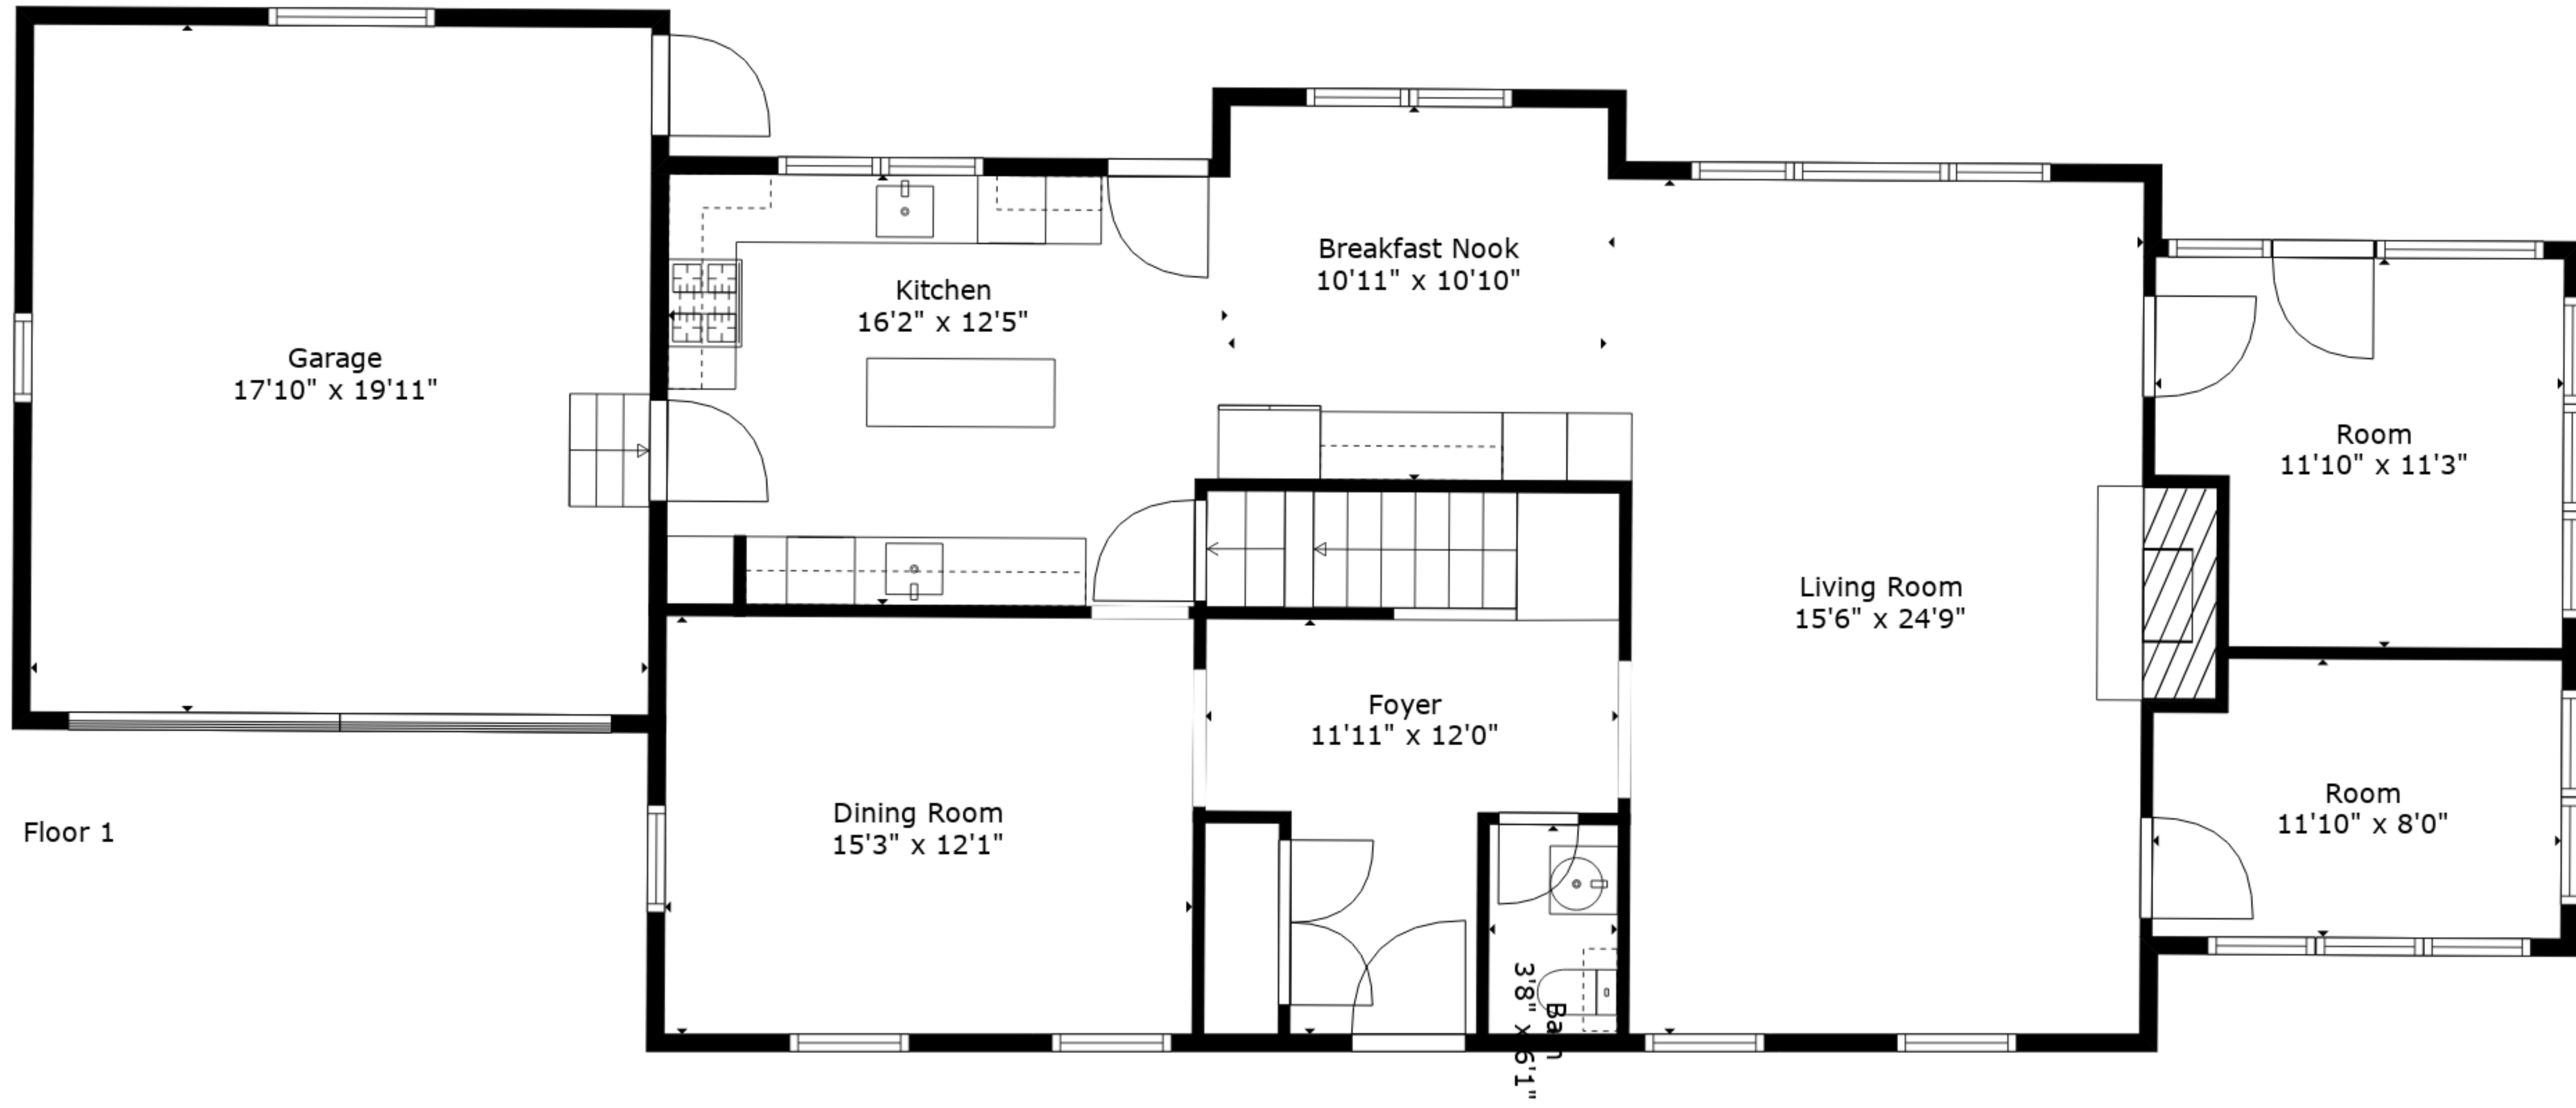 Breakfast Nook
10'11" x 10'10"
Kitchen
16'2" x 12'5"
Garage
17'10" x 19'11"
Room
11'10" x 11'3"
Living Room
15'6" x 24'9"
Foyer
11'11" x 12'0"
Dining Room
15'3" x 12'1"
Room
11'10" x 8'0"
Floor 1
Bath
3'8" x 6'1"